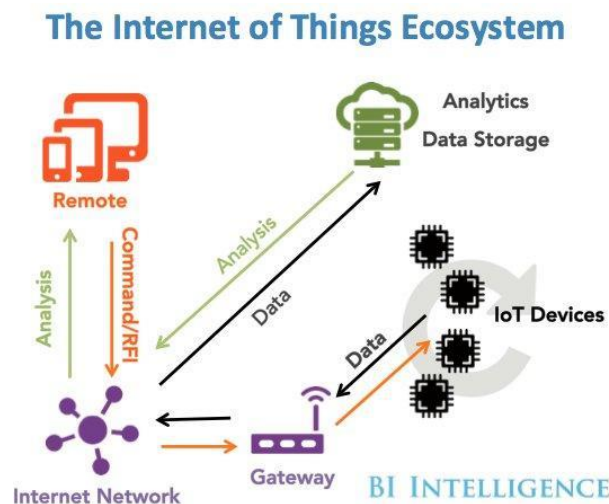 The Internet of Things Ecosystem
Analytics
Data Storage
Remote
Analysis
Command/RFI
Analysis
Data
IoT Devices
Data
Gateway
Internet Network
BI INTELLIGENCE